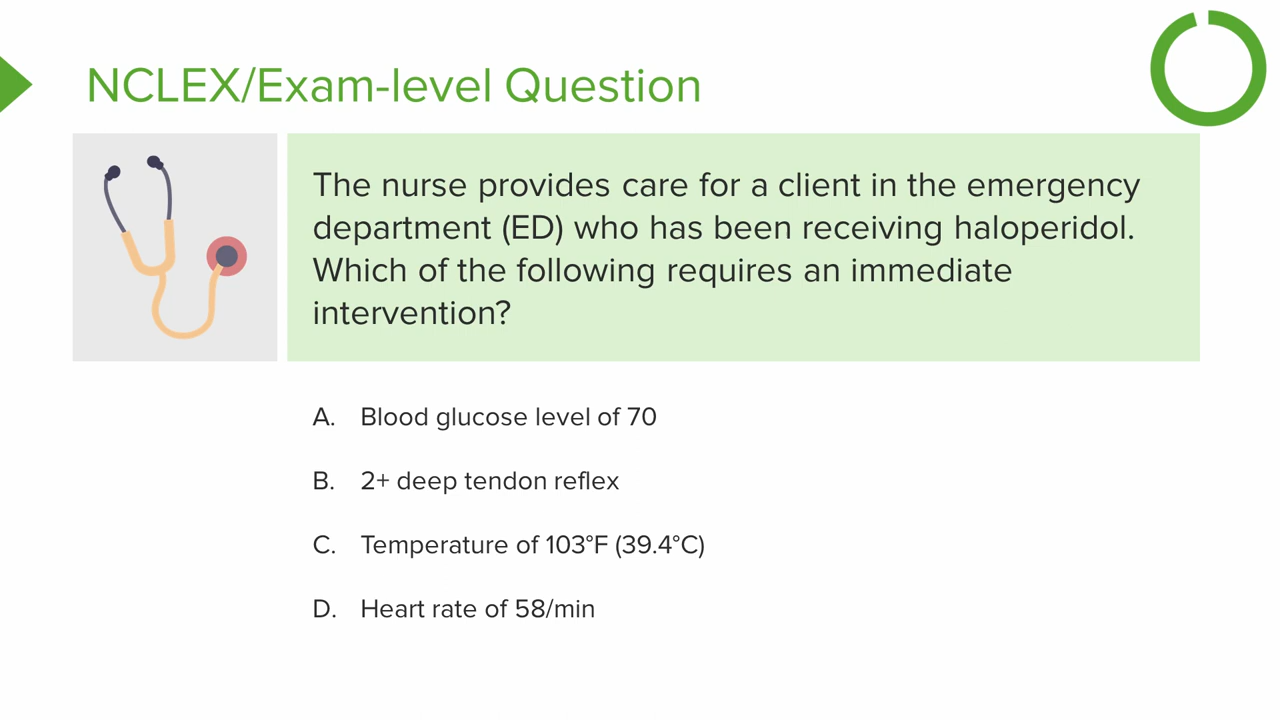 NCLEX/Exam-level Question
The nurse provides care for a client in the emergency
department (ED) who has been receiving haloperidol.
Which of the following requires an immediate
intervention?
A. Blood glucose level of 70
B. 2+ deep tendon reflex
C. Temperature of 103°F (39.4°C)
D. Heart rate of 58/min